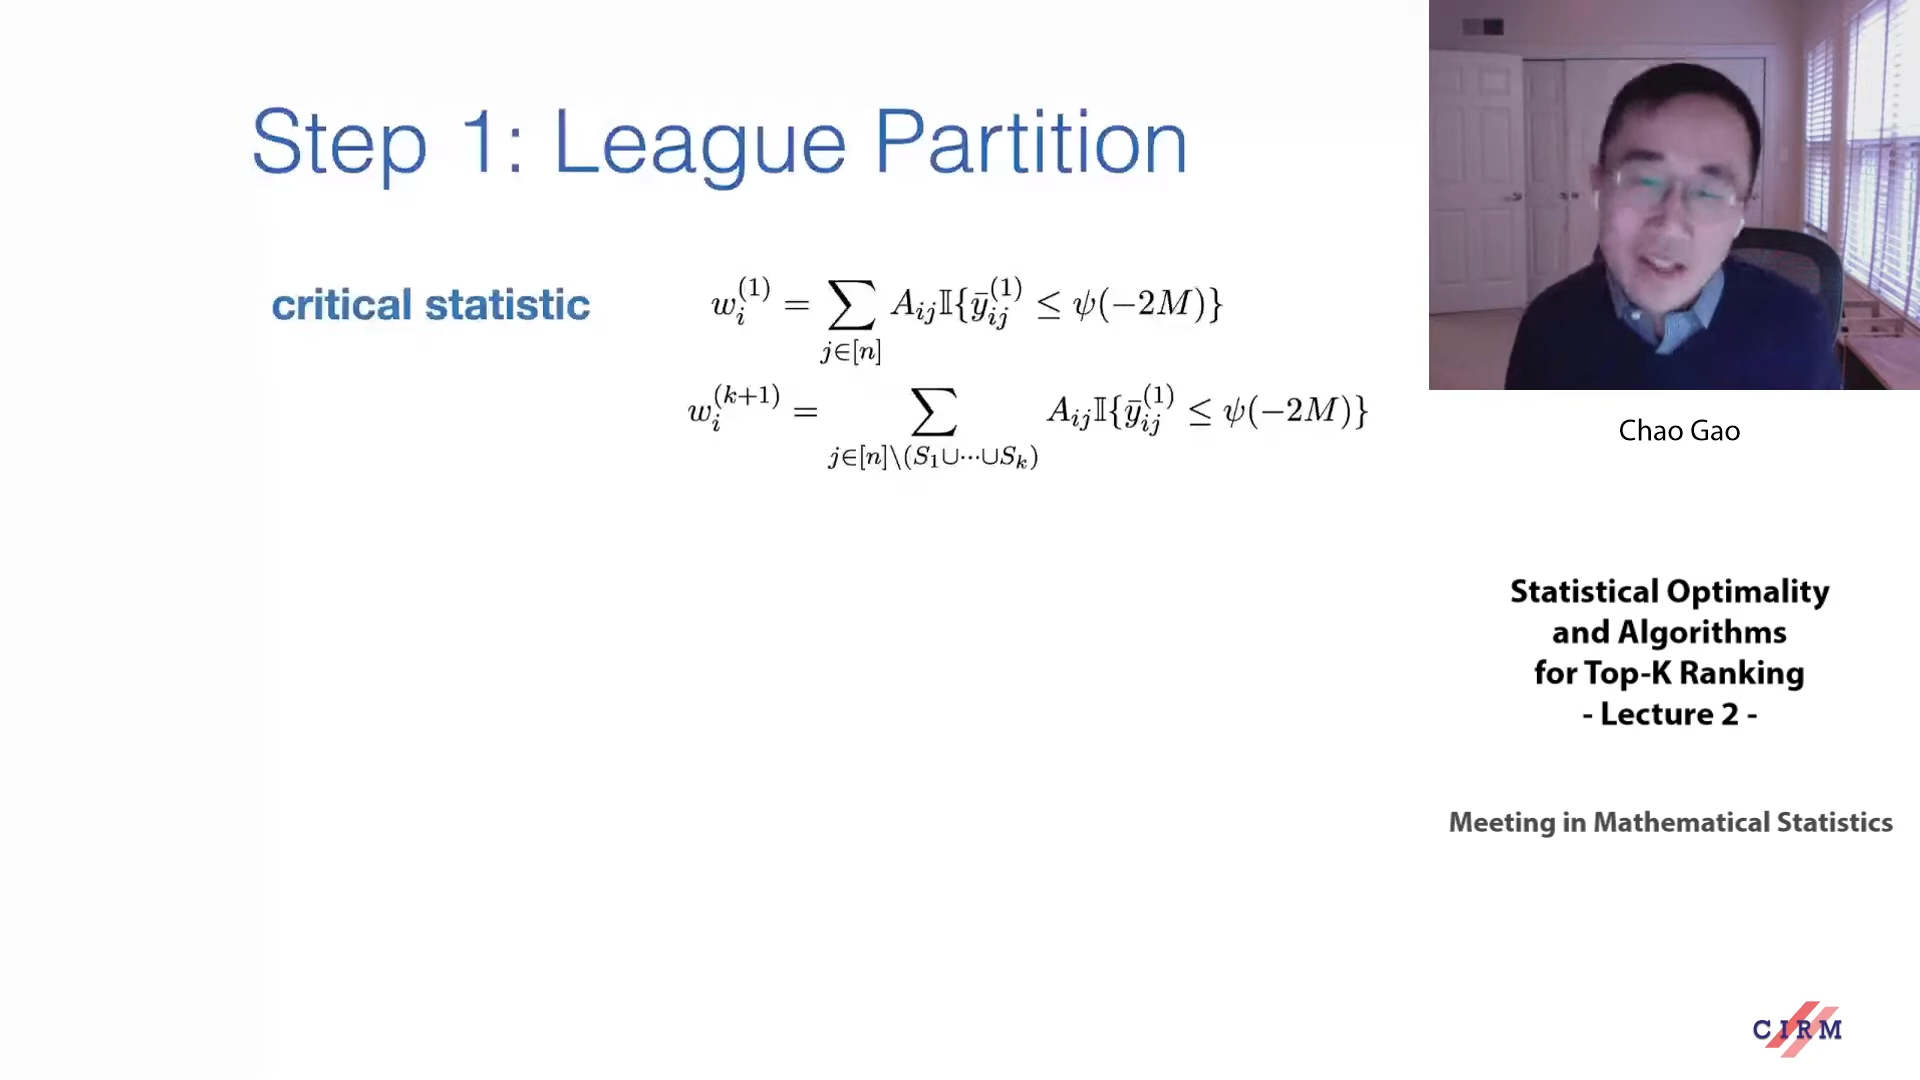 Step 1: League Partition
critical statistic
$w_i^{(1)} = \sum_{j \in [n]} A_{ij} \mathbb{I}\{\bar{y}_{ij}^{(1)} \leq \psi(-2M)\}$
$w_i^{(k+1)} = \sum_{j \in [n] \backslash (S_1 \cup \cdots \cup S_k)} A_{ij} \mathbb{I}\{\bar{y}_{ij}^{(1)} \leq \psi(-2M)\}$
Chao Gao
Statistical Optimality
and Algorithms
for Top-K Ranking
- Lecture 2 -
Meeting in Mathematical Statistics
CIRM